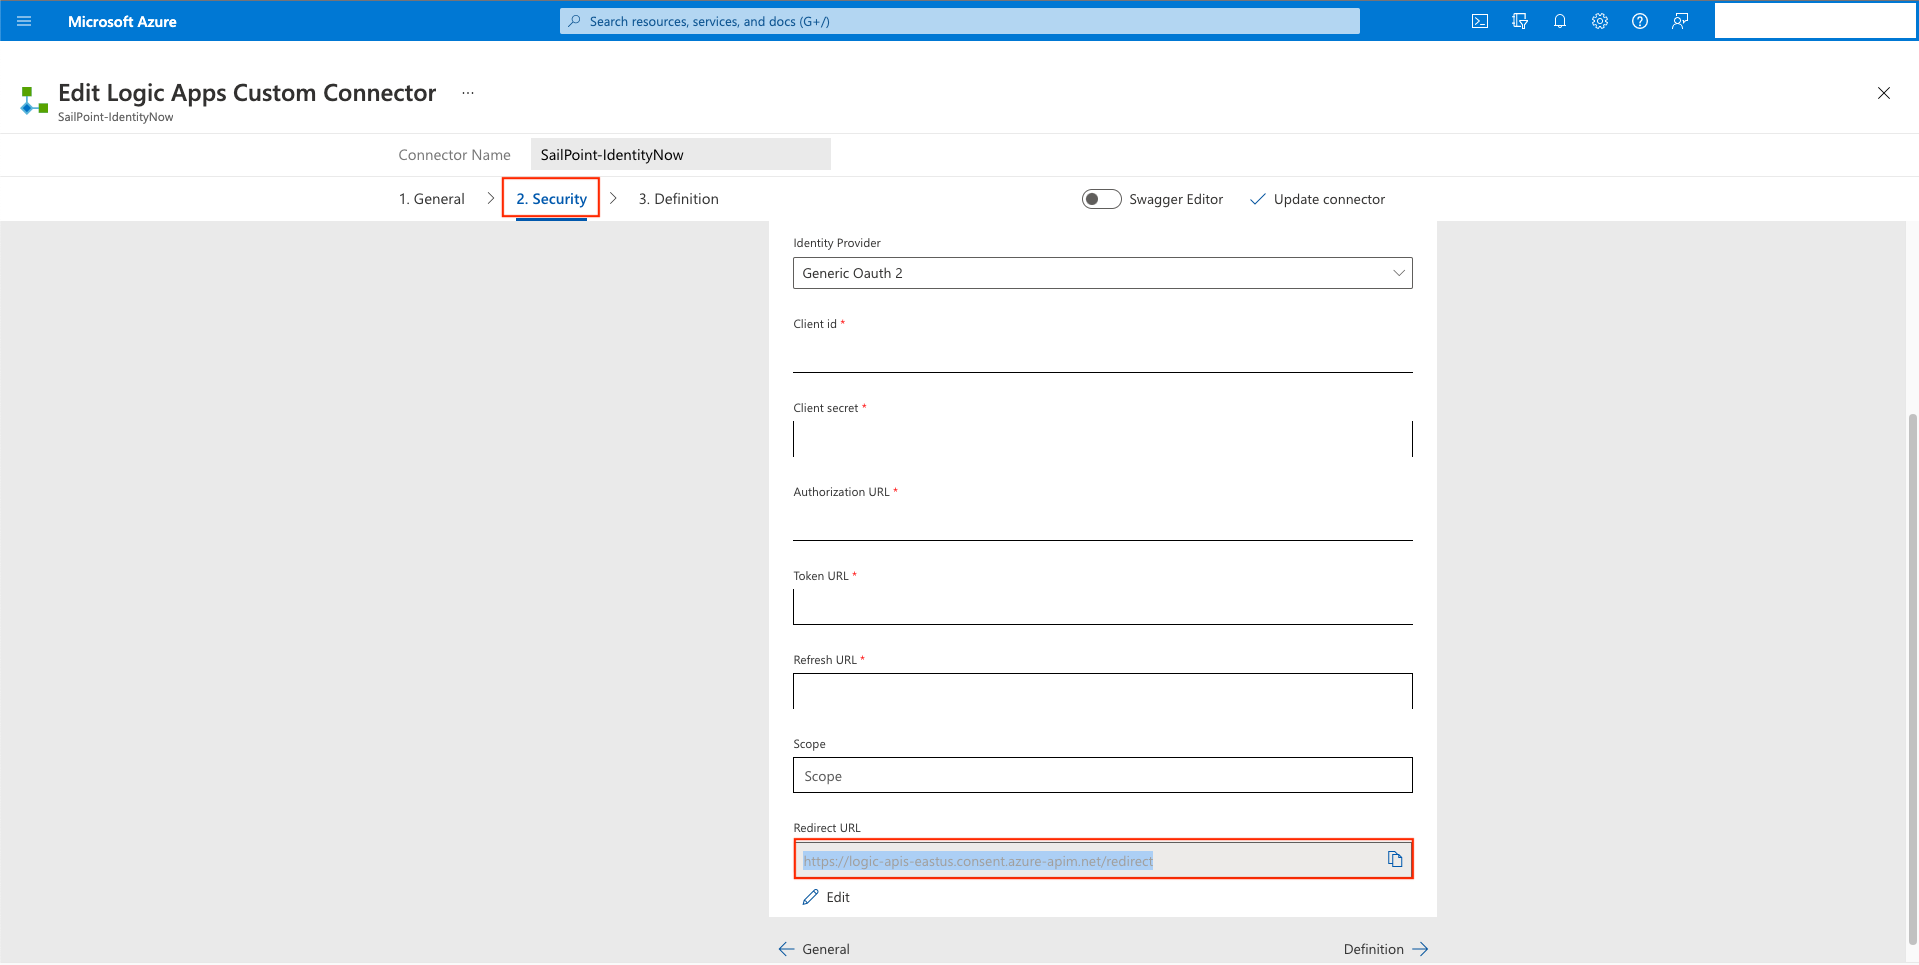 Microsoft Azure
Search resources, services, and docs (G+/)
Edit Logic Apps Custom Connector ...
SailPoint-IdentityNow
Connector Name SailPoint-IdentityNow
1. General 2. Security 3. Definition Swagger Editor Update connector
Identity Provider
Generic Oauth 2
Client id *
Client secret *
Authorization URL *
Token URL *
Refresh URL *
Scope
Scope
Redirect URL
https://logic-apis-eastus.consent.azure-apim.net/redirect
Edit
General Definition